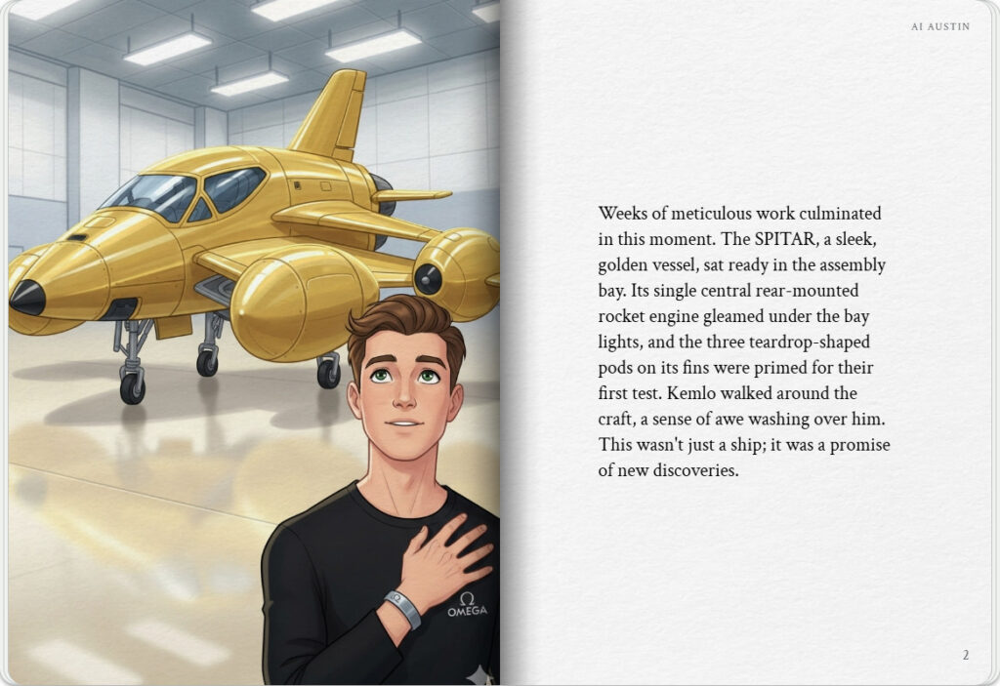 Ω
OMEGA
Ω
AI AUSTIN
Weeks of meticulous work culminated
in this moment. The SPITAR, a sleek,
golden vessel, sat ready in the assembly
bay. Its single central rear-mounted
rocket engine gleamed under the bay
lights, and the three teardrop-shaped
pods on its fins were primed for their
first test. Kemlo walked around the
craft, a sense of awe washing over him.
This wasn't just a ship; it was a promise
of new discoveries.
2